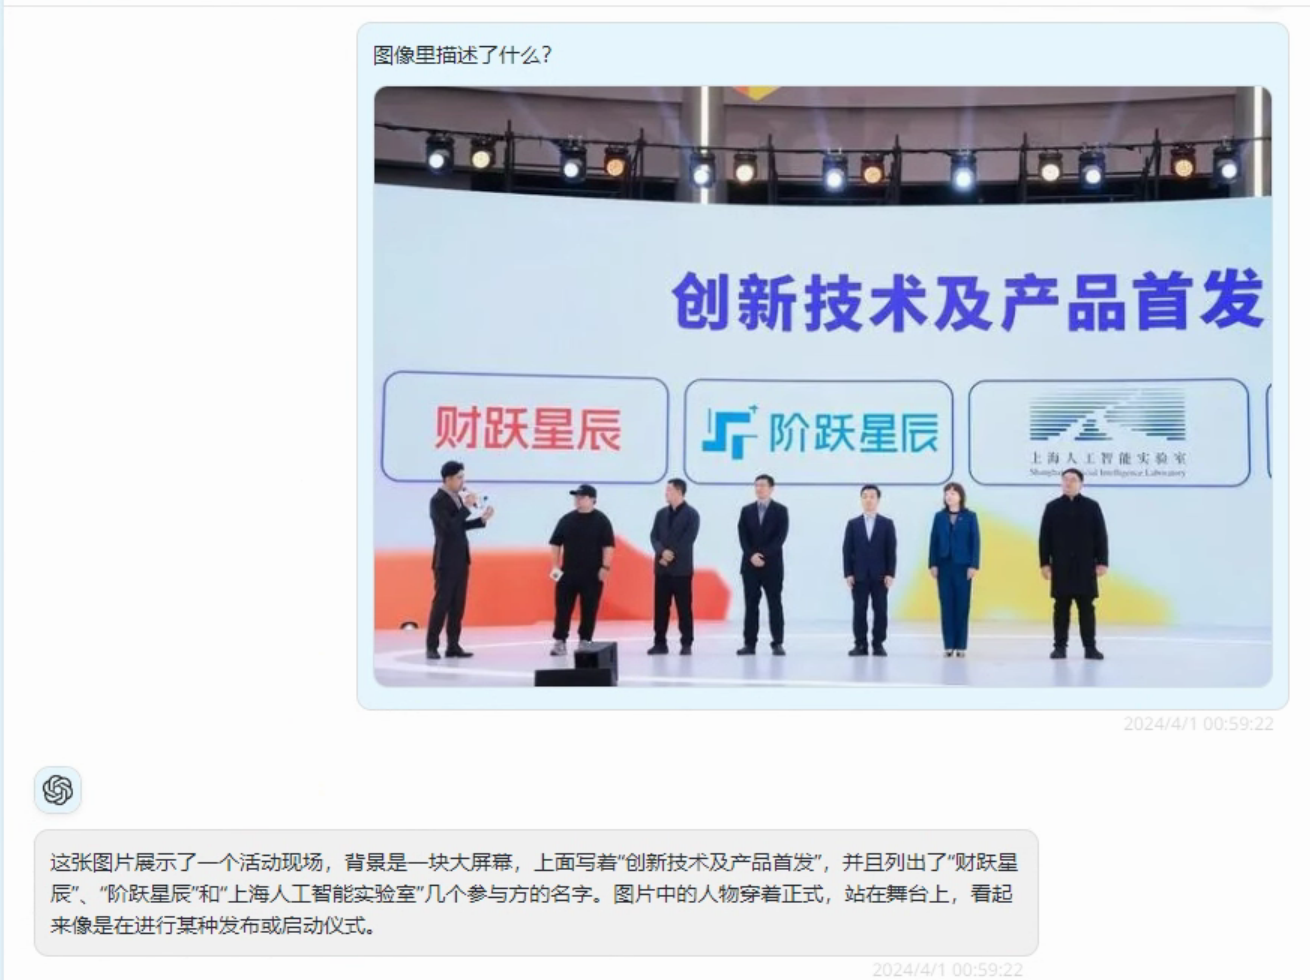 图像里描述了什么?
创新技术及产品首发
财跃星辰
阶跃星辰
上海人工智能实验室
Intelligence Laboratory
2024/4/1 00:59:22
这张图片展示了一个活动现场，背景是一块大屏幕，上面写着“创新技术及产品首发”，并且列出了“财跃星
辰”、“阶跃星辰”和“上海人工智能实验室”几个参与方的名字。图片中的人物穿着正式，站在舞台上，看起
来像是在进行某种发布或启动仪式。
2024/4/1 00:59:22